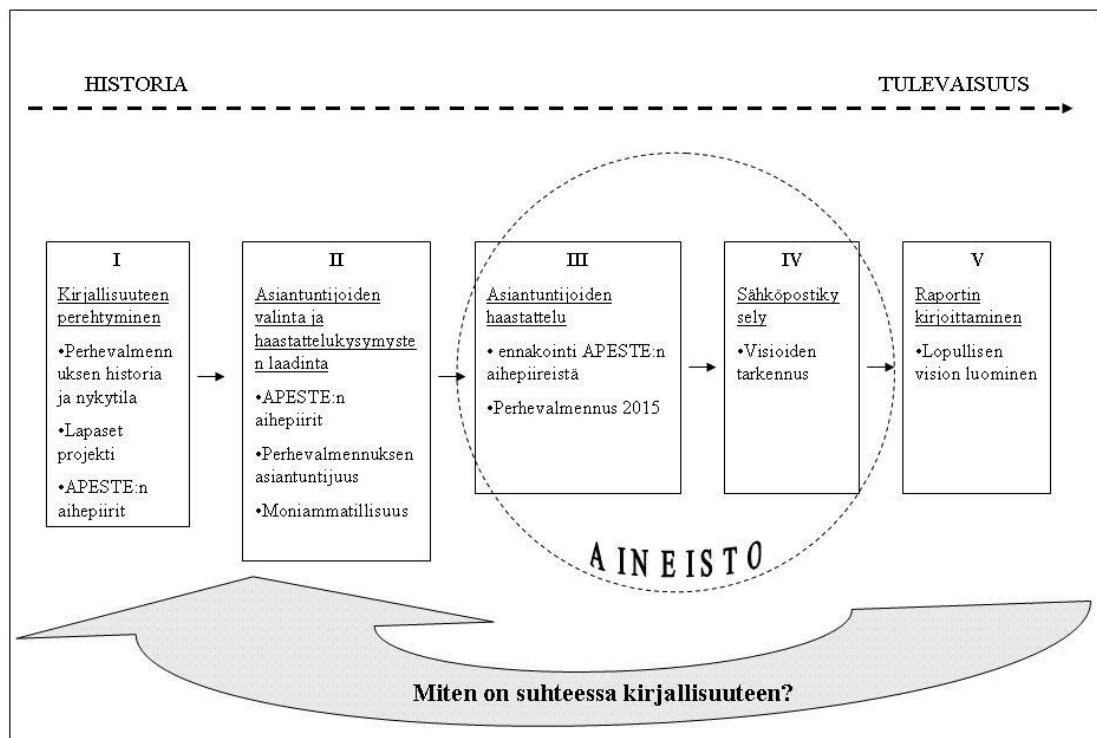 HISTORIA
TULEVAISUUS
I
Kirjallisuuteen
perehtyminen
•Perhevalmenn
uksen historia
ja nykytila
•Lapaset
projekti
•APESTE:n
aihepiirit
II
Asiantuntijoiden
valinta ja
haastattelukysymyste
n laadinta
•APESTE:n
aihepiirit
•Perhevalmennuksen
asiantuntijuus
•Moniammatillisuus
III
Asiantuntijoiden
haastattelu
• ennakointi APESTE:n
aihepiireistä
•Perhevalmennus 2015
IV
Sähköpostiky
sely
•Visioiden
tarkennus
V
Raportin
kirjoittaminen
•Lopullisen
vision luominen
AINEISTO
Miten on suhteessa kirjallisuuteen?